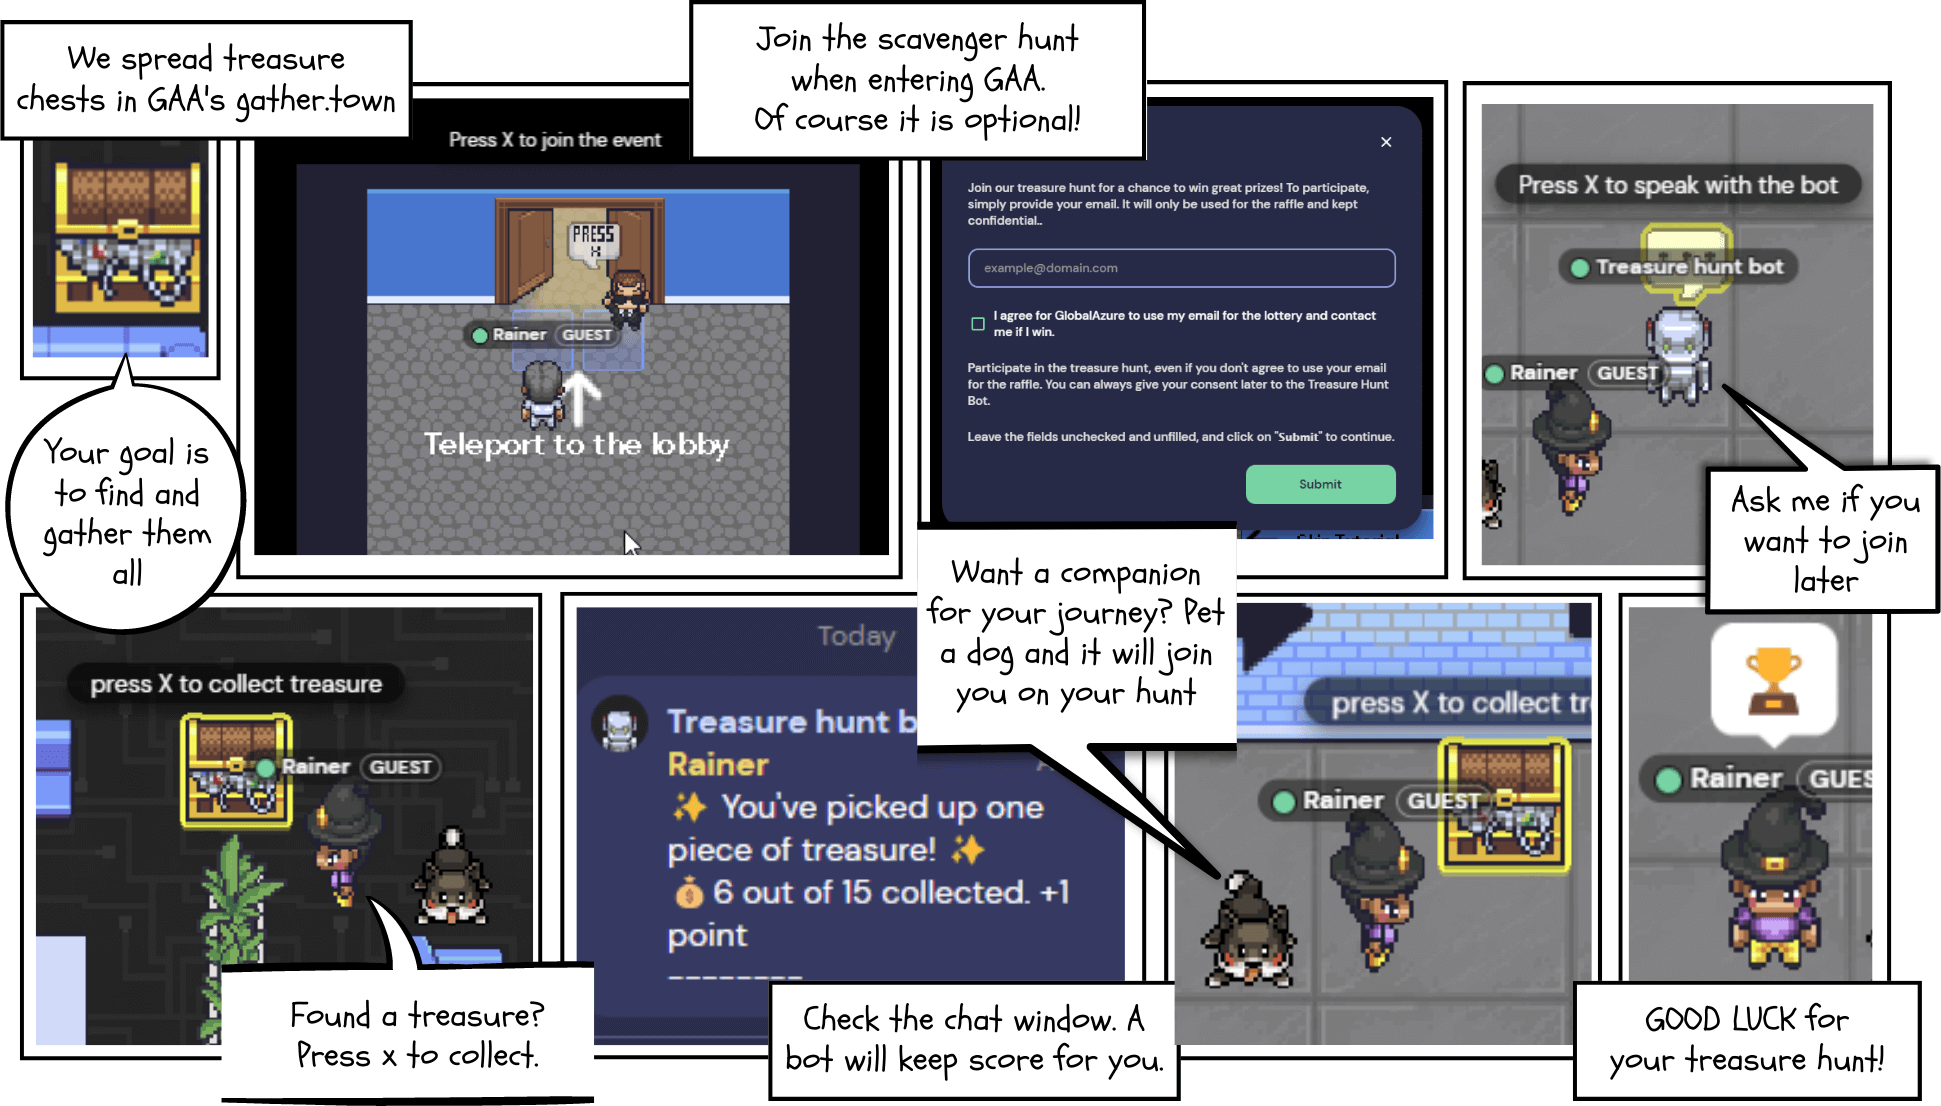 We spread treasure
chests in GAA's gather.town
Your goal is
to find and
gather them
all
Join the scavenger hunt
when entering GAA.
Of course it is optional!
Press X to join the event
PRESS
X
Rainer GUEST
Teleport to the lobby
Join our treasure hunt for a chance to win great prizes! To participate,
simply provide your email. It will only be used for the raffle and kept
confidential..
example@domain.com
I agree for GlobalAzure to use my email for the lottery and contact
me if I win.
Participate in the treasure hunt, even if you don't agree to use your email
for the raffle. You can always give your consent later to the Treasure Hunt
Bot.
Leave the fields unchecked and unfilled, and click on "Submit" to continue.
Submit
Press X to speak with the bot
Treasure hunt bot
Rainer GUEST
Ask me if you
want to join
later
press X to collect treasure
Rainer GUEST
Found a treasure?
Press x to collect.
Today
Treasure hunt b
Rainer
✨ You've picked up one
piece of treasure! ✨
💰 6 out of 15 collected. +1
point
--------
Check the chat window. A
bot will keep score for you.
Want a companion
for your journey? Pet
a dog and it will join
you on your hunt
press X to collect tr
Rainer GUEST
Rainer GUES
GOOD LUCK for
your treasure hunt!